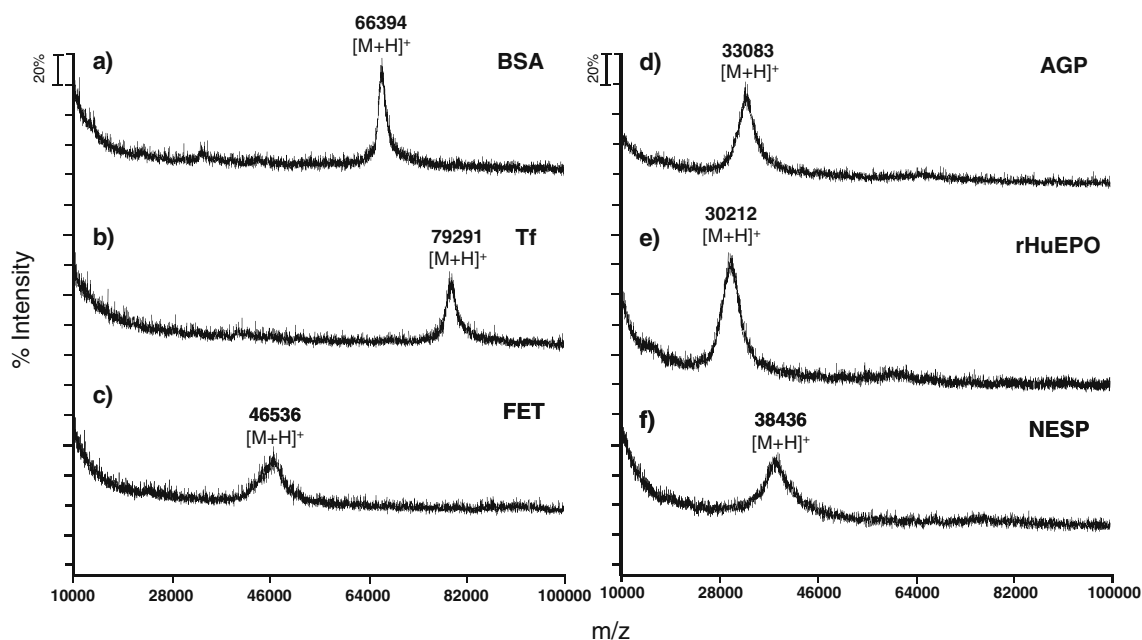 66394
[M+H]⁺
a)
BSA
20%
79291
[M+H]⁺
b)
Tf
46536
[M+H]⁺
c)
FET
33083
[M+H]⁺
d)
AGP
20%
30212
[M+H]⁺
e)
rHuEPO
38436
[M+H]⁺
f)
NESP
% Intensity
10000 28000 46000 64000 82000 100000
10000 28000 46000 64000 82000 100000
m/z